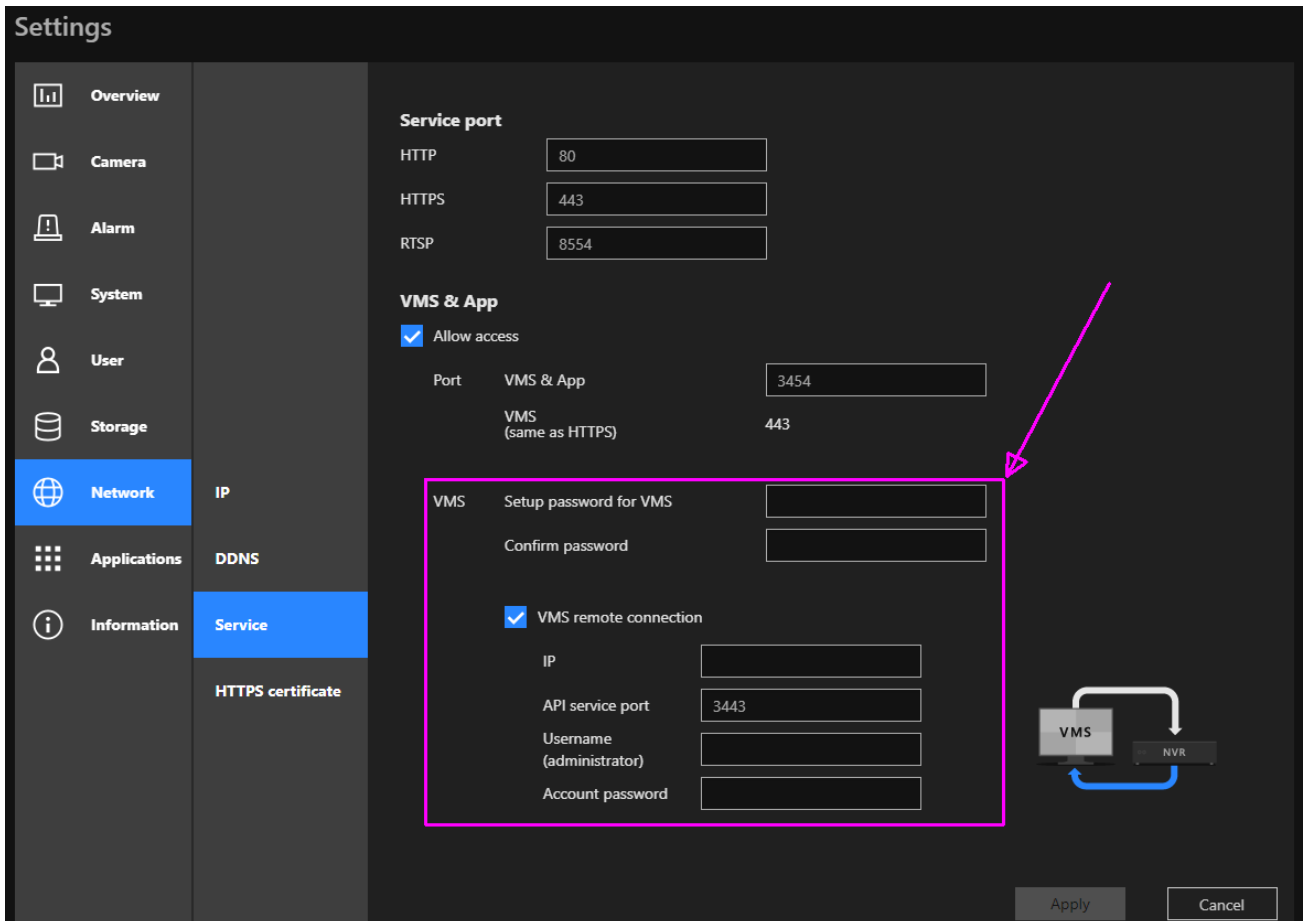 Settings
Overview
Camera
Alarm
System
User
Storage
Network
Applications
Information
IP
DDNS
Service
HTTPS certificate
Service port
HTTP 80
HTTPS 443
RTSP 8554
VMS & App
Allow access
Port VMS & App 3454
VMS
(same as HTTPS) 443
VMS Setup password for VMS
Confirm password
VMS remote connection
IP
API service port 3443
Username
(administrator)
Account password
VMS
NVR
Apply Cancel